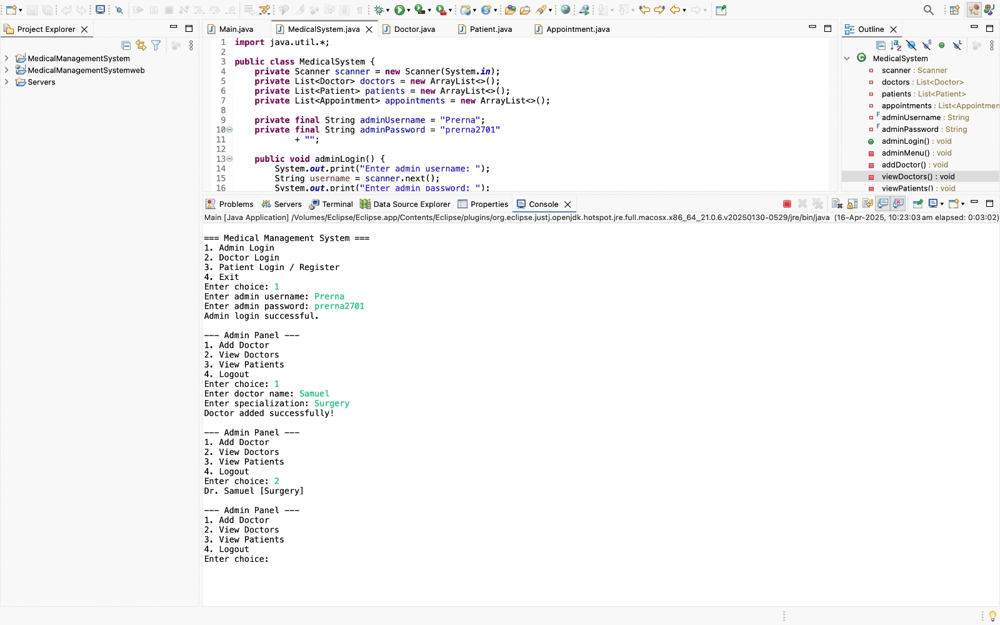 Project Explorer
MedicalManagementSystem
MedicalManagementSystemweb
Servers
Main.java
MedicalSystem.java
Doctor.java
Patient.java
Appointment.java
1 import java.util.*;
2
3 public class MedicalSystem {
4     private Scanner scanner = new Scanner(System.in);
5     private List<Doctor> doctors = new ArrayList<>();
6     private List<Patient> patients = new ArrayList<>();
7     private List<Appointment> appointments = new ArrayList<>();
8
9     private final String adminUsername = "Prerna";
10     private final String adminPassword = "prerna2701"
11             + "";
12
13     public void adminLogin() {
14         System.out.print("Enter admin username: ");
15         String username = scanner.next();
16         System.out.print("Enter admin password: ");
Outline
MedicalSystem
scanner : Scanner
doctors : List<Doctor>
patients : List<Patient>
appointments : List<Appointmen
adminUsername : String
adminPassword : String
adminLogin() : void
adminMenu() : void
addDoctor() : void
viewDoctors() : void
viewPatients() : void
Problems
Servers
Terminal
Data Source Explorer
Properties
Console
Main [Java Application] /Volumes/Eclipse/Eclipse.app/Contents/Eclipse/plugins/org.eclipse.justj.openjdk.hotspot.jre.full.macosx.x86_64_21.0.6.v20250130-0529/jre/bin/java (16-Apr-2025, 10:23:03 am elapsed: 0:03:02)
=== Medical Management System ===
1. Admin Login
2. Doctor Login
3. Patient Login / Register
4. Exit
Enter choice: 1
Enter admin username: Prerna
Enter admin password: prerna2701
Admin login successful.
--- Admin Panel ---
1. Add Doctor
2. View Doctors
3. View Patients
4. Logout
Enter choice: 1
Enter doctor name: Samuel
Enter specialization: Surgery
Doctor added successfully!
--- Admin Panel ---
1. Add Doctor
2. View Doctors
3. View Patients
4. Logout
Enter choice: 2
Dr. Samuel [Surgery]
--- Admin Panel ---
1. Add Doctor
2. View Doctors
3. View Patients
4. Logout
Enter choice: